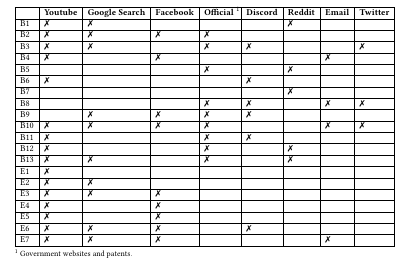 Youtube Google Search Facebook Official ¹ Discord Reddit Email Twitter
B1 ✗ ✗ ✗
B2 ✗ ✗ ✗ ✗
B3 ✗ ✗ ✗ ✗ ✗
B4 ✗ ✗ ✗
B5 ✗ ✗
B6 ✗ ✗
B7 ✗
B8 ✗ ✗ ✗ ✗
B9 ✗ ✗ ✗ ✗
B10 ✗ ✗ ✗ ✗ ✗ ✗
B11 ✗ ✗ ✗
B12 ✗ ✗ ✗
B13 ✗ ✗ ✗ ✗
E1 ✗
E2 ✗ ✗
E3 ✗ ✗ ✗
E4 ✗ ✗
E5 ✗ ✗
E6 ✗ ✗ ✗ ✗
E7 ✗ ✗ ✗ ✗
¹ Government websites and patents.